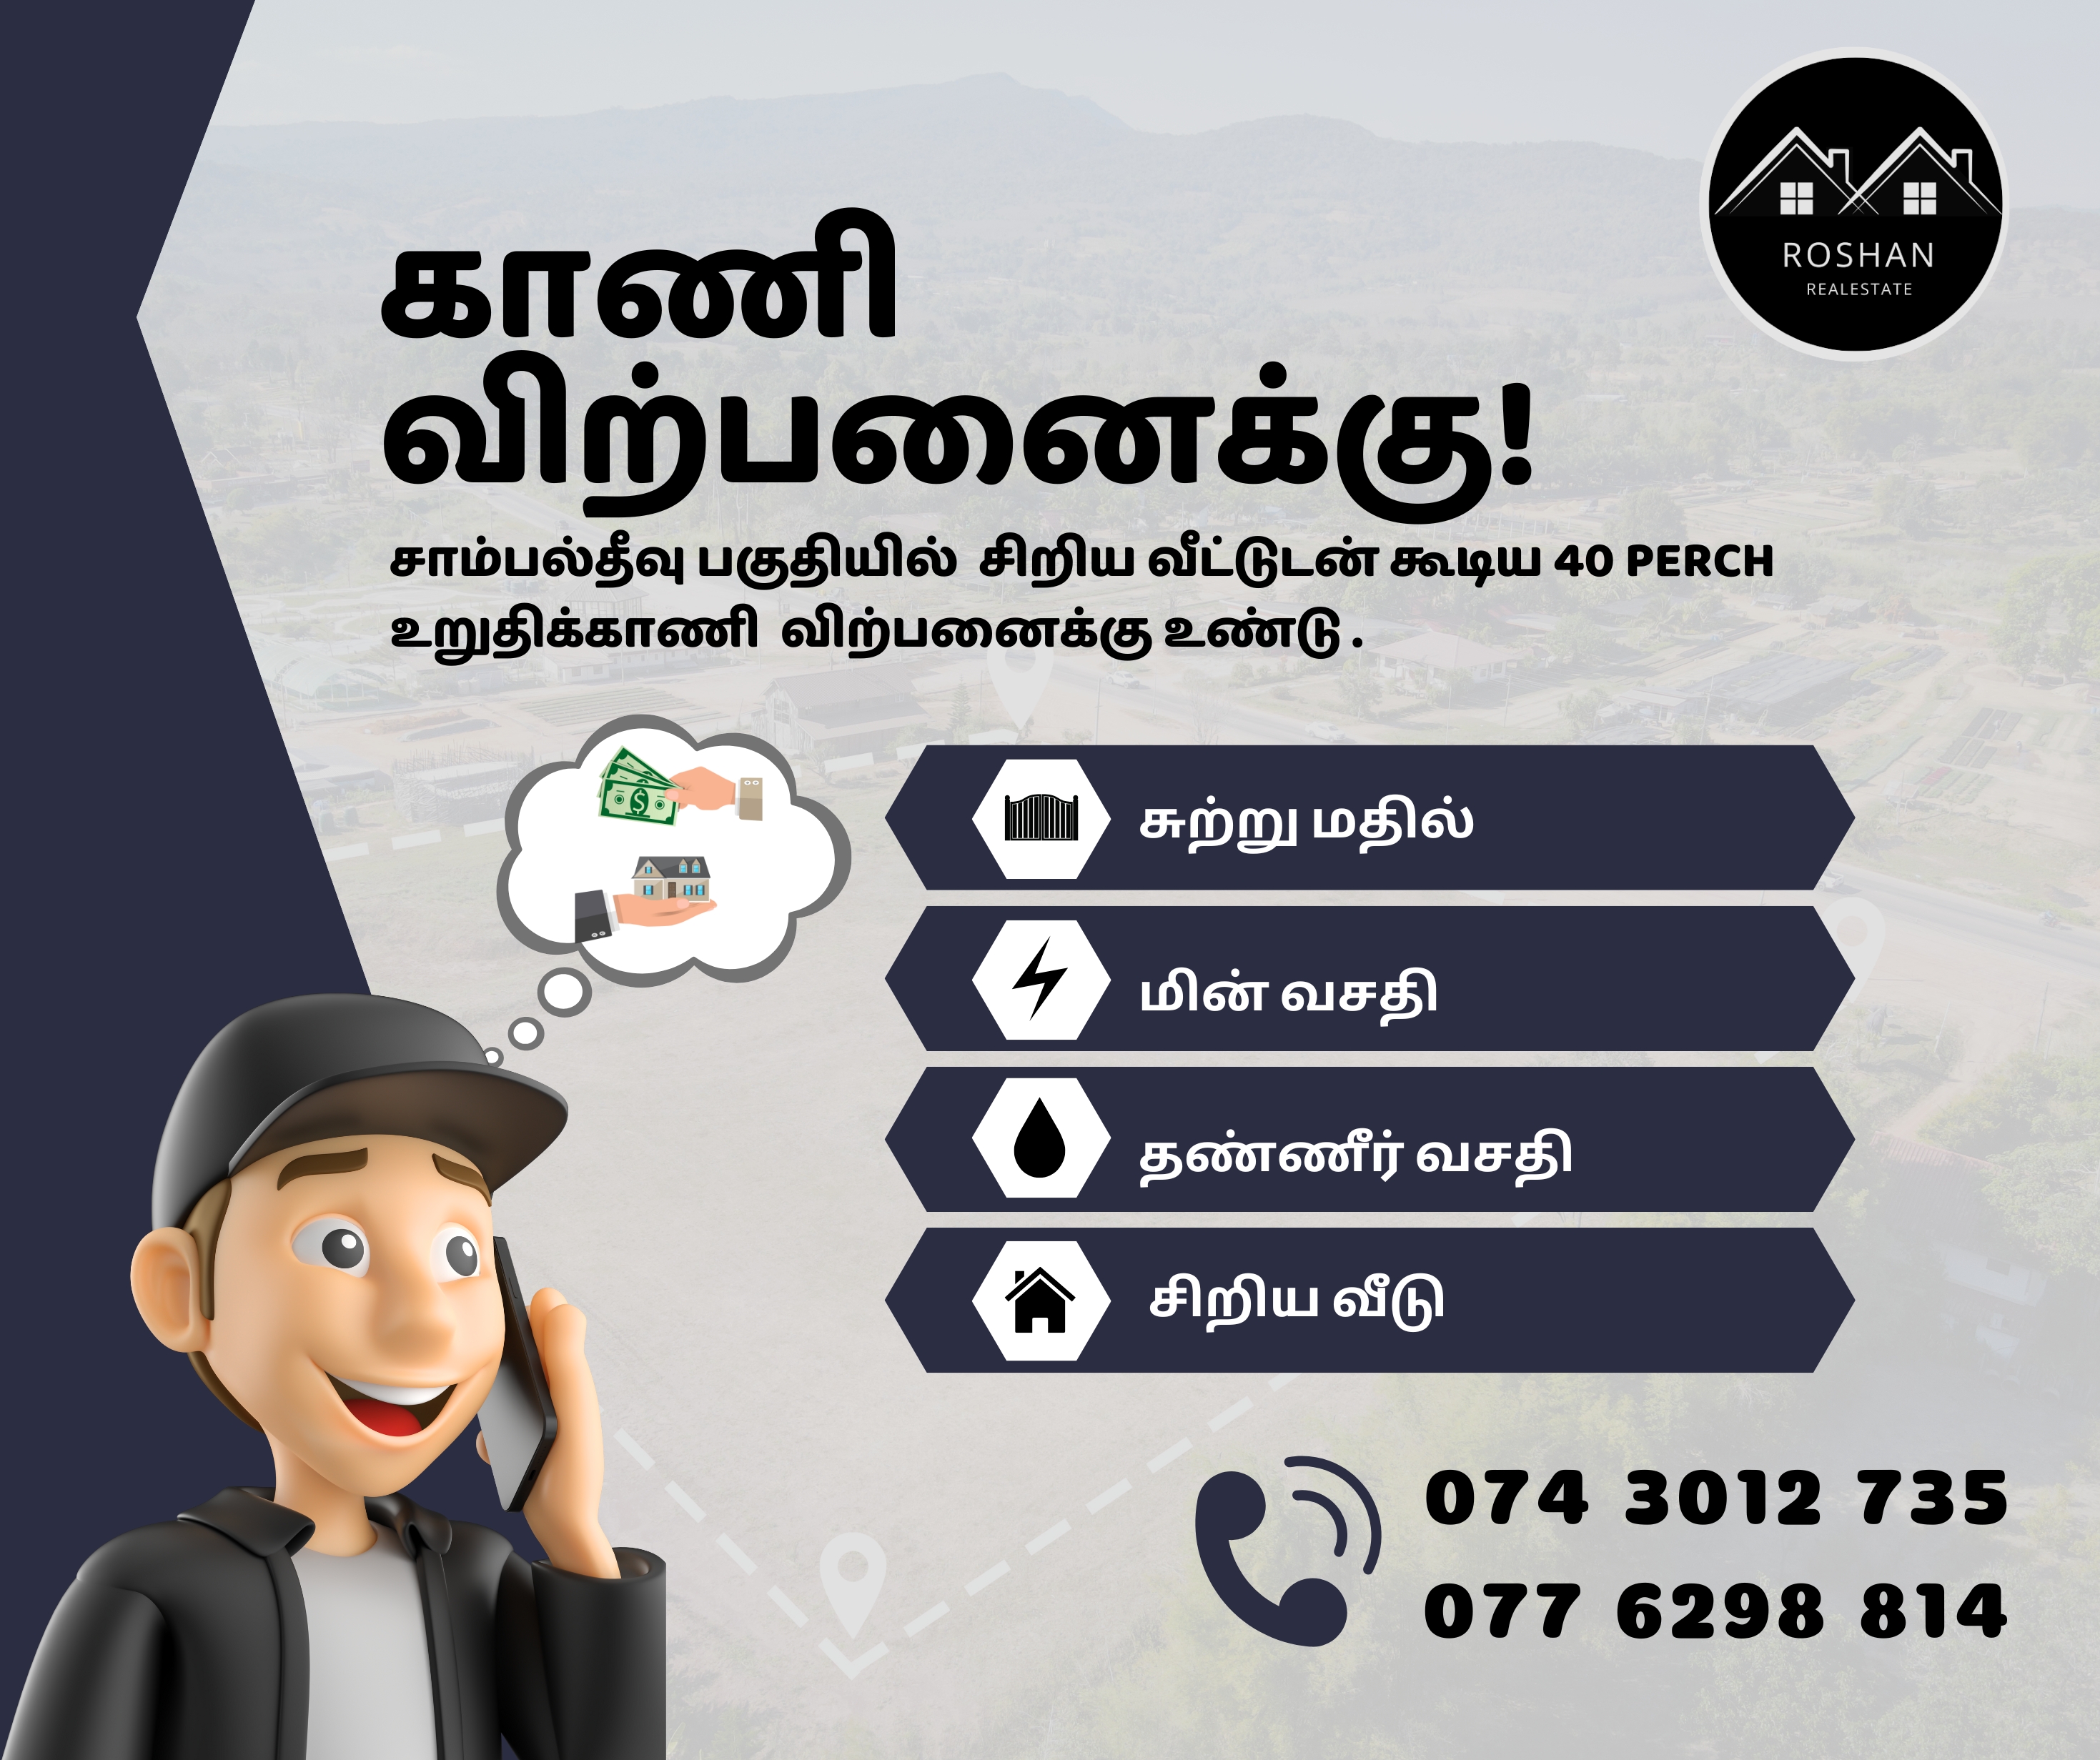 ROSHAN
REALESTATE
காணி
விற்பனைக்கு!
சாம்பல்தீவு பகுதியில் சிறிய வீட்டுடன் கூடிய 40 PERCH
உறுதிக்காணி விற்பனைக்கு உண்டு .
சுற்று மதில்
மின் வசதி
தண்ணீர் வசதி
சிறிய வீடு
074 3012 735
077 6298 814